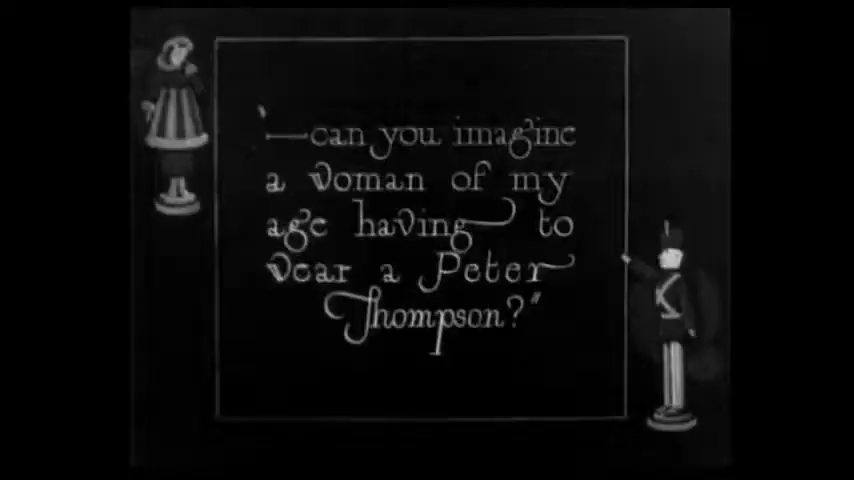 "—can you imagine
a woman of my
age having to
wear a Peter
Thompson?"